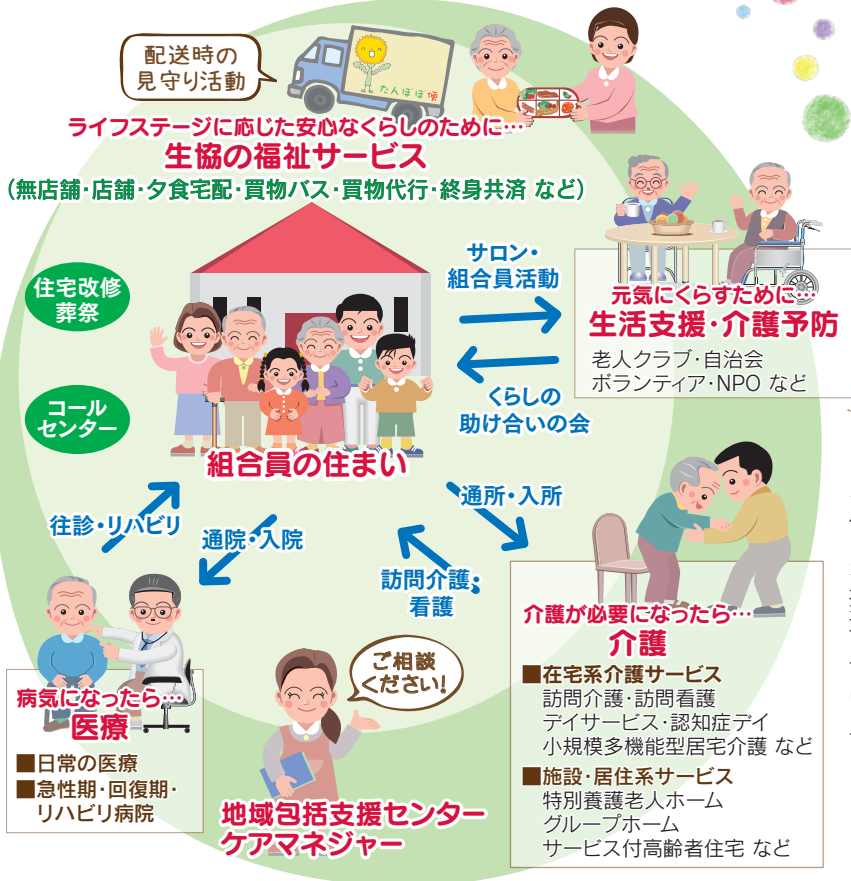 配送時の
見守り活動
たんぽぽ便
ライフステージに応じた安心なくらしのために…
生協の福祉サービス
（無店舗・店舗・夕食宅配・買物バス・買物代行・終身共済 など）
住宅改修
葬祭
コール
センター
組合員の住まい
サロン・
組合員活動
くらしの
助け合いの会
元気にくらすために…
生活支援・介護予防
老人クラブ・自治会
ボランティア・NPO など
往診・リハビリ
通院・入院
訪問介護・
看護
通所・入所
病気になったら…
医療
■日常の医療
■急性期・回復期・
リハビリ病院
ご相談
ください！
地域包括支援センター
ケアマネジャー
介護が必要になったら…
介護
■在宅系介護サービス
訪問介護・訪問看護
デイサービス・認知症デイ
小規模多機能型居宅介護 など
■施設・居住系サービス
特別養護老人ホーム
グループホーム
サービス付高齢者住宅 など